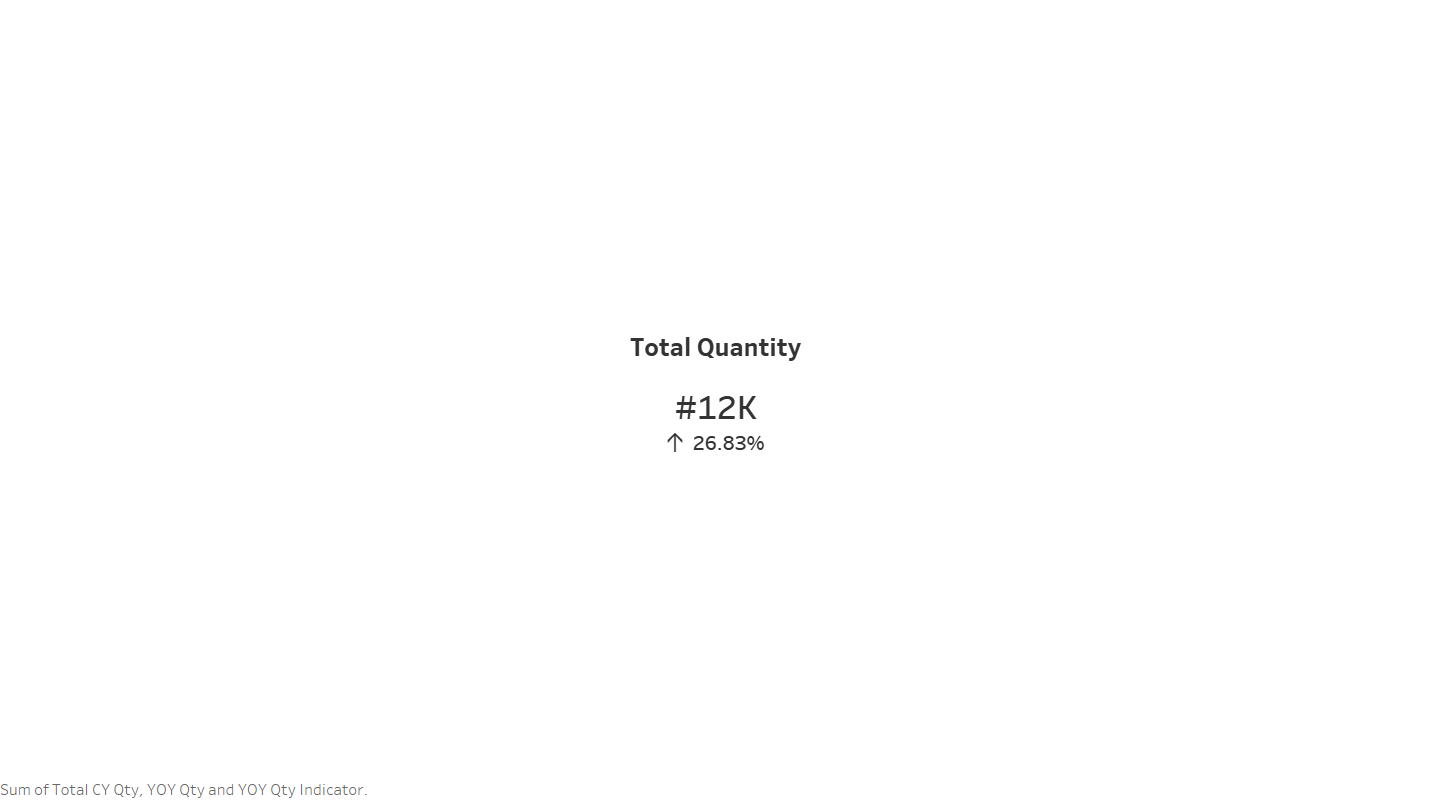 Total Quantity
#12K
↑ 26.83%
Sum of Total CY Qty, YOY Qty and YOY Qty Indicator.